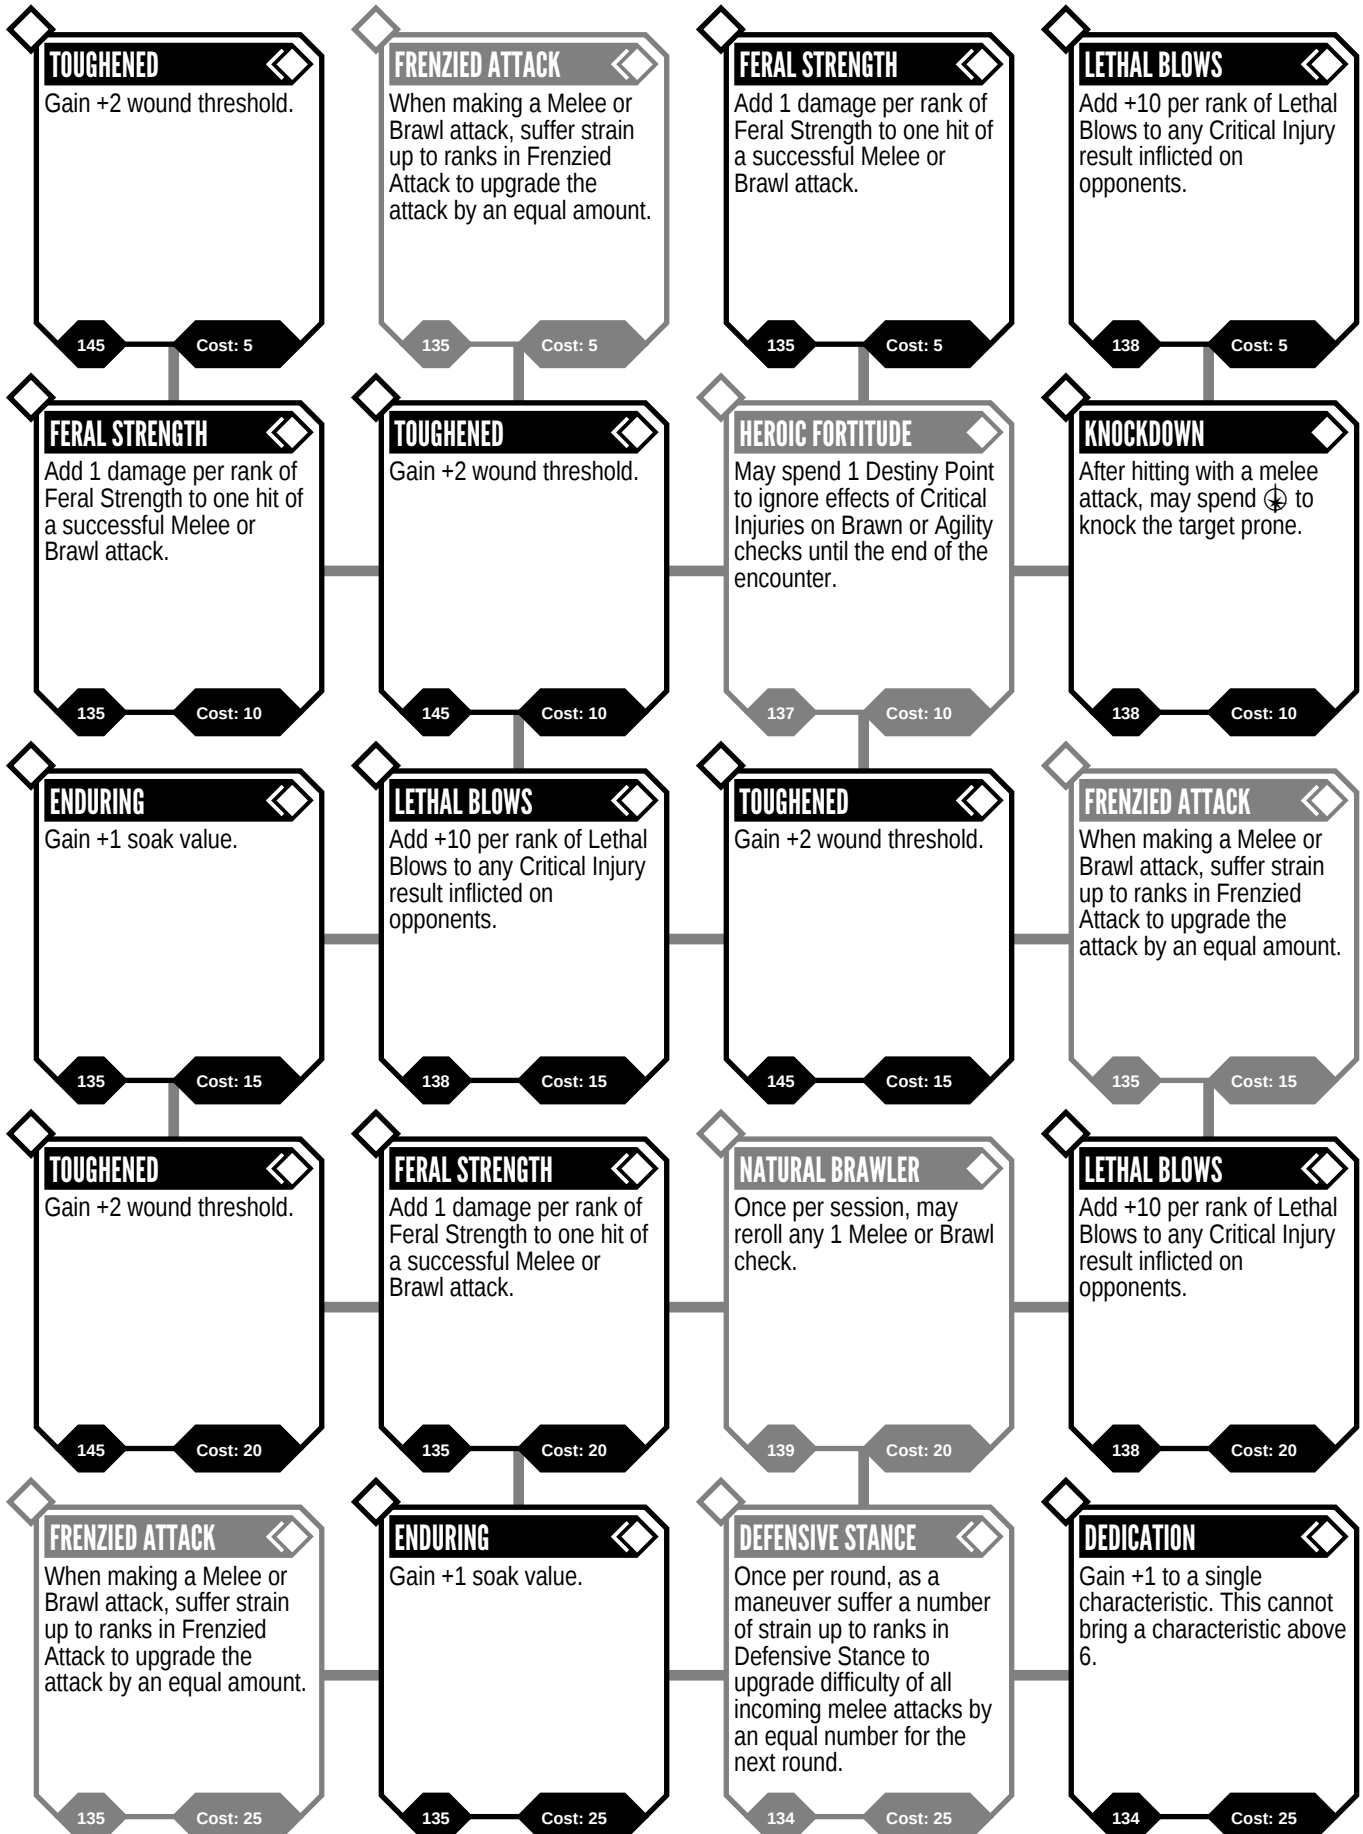 TOUGHENED
Gain +2 wound threshold.
145
Cost: 5
FRENZIED ATTACK
When making a Melee or
Brawl attack, suffer strain
up to ranks in Frenzied
Attack to upgrade the
attack by an equal amount.
135
Cost: 5
FERAL STRENGTH
Add 1 damage per rank of
Feral Strength to one hit of
a successful Melee or
Brawl attack.
135
Cost: 5
LETHAL BLOWS
Add +10 per rank of Lethal
Blows to any Critical Injury
result inflicted on
opponents.
138
Cost: 5
FERAL STRENGTH
Add 1 damage per rank of
Feral Strength to one hit of
a successful Melee or
Brawl attack.
135
Cost: 10
TOUGHENED
Gain +2 wound threshold.
145
Cost: 10
HEROIC FORTITUDE
May spend 1 Destiny Point
to ignore effects of Critical
Injuries on Brawn or Agility
checks until the end of the
encounter.
137
Cost: 10
KNOCKDOWN
After hitting with a melee
attack, may spend to
knock the target prone.
138
Cost: 10
ENDURING
Gain +1 soak value.
135
Cost: 15
LETHAL BLOWS
Add +10 per rank of Lethal
Blows to any Critical Injury
result inflicted on
opponents.
138
Cost: 15
TOUGHENED
Gain +2 wound threshold.
145
Cost: 15
FRENZIED ATTACK
When making a Melee or
Brawl attack, suffer strain
up to ranks in Frenzied
Attack to upgrade the
attack by an equal amount.
135
Cost: 15
TOUGHENED
Gain +2 wound threshold.
145
Cost: 20
FERAL STRENGTH
Add 1 damage per rank of
Feral Strength to one hit of
a successful Melee or
Brawl attack.
135
Cost: 20
NATURAL BRAWLER
Once per session, may
reroll any 1 Melee or Brawl
check.
139
Cost: 20
LETHAL BLOWS
Add +10 per rank of Lethal
Blows to any Critical Injury
result inflicted on
opponents.
138
Cost: 20
FRENZIED ATTACK
When making a Melee or
Brawl attack, suffer strain
up to ranks in Frenzied
Attack to upgrade the
attack by an equal amount.
135
Cost: 25
ENDURING
Gain +1 soak value.
135
Cost: 25
DEFENSIVE STANCE
Once per round, as a
maneuver suffer a number
of strain up to ranks in
Defensive Stance to
upgrade difficulty of all
incoming melee attacks by
an equal number for the
next round.
134
Cost: 25
DEDICATION
Gain +1 to a single
characteristic. This cannot
bring a characteristic above
6.
134
Cost: 25